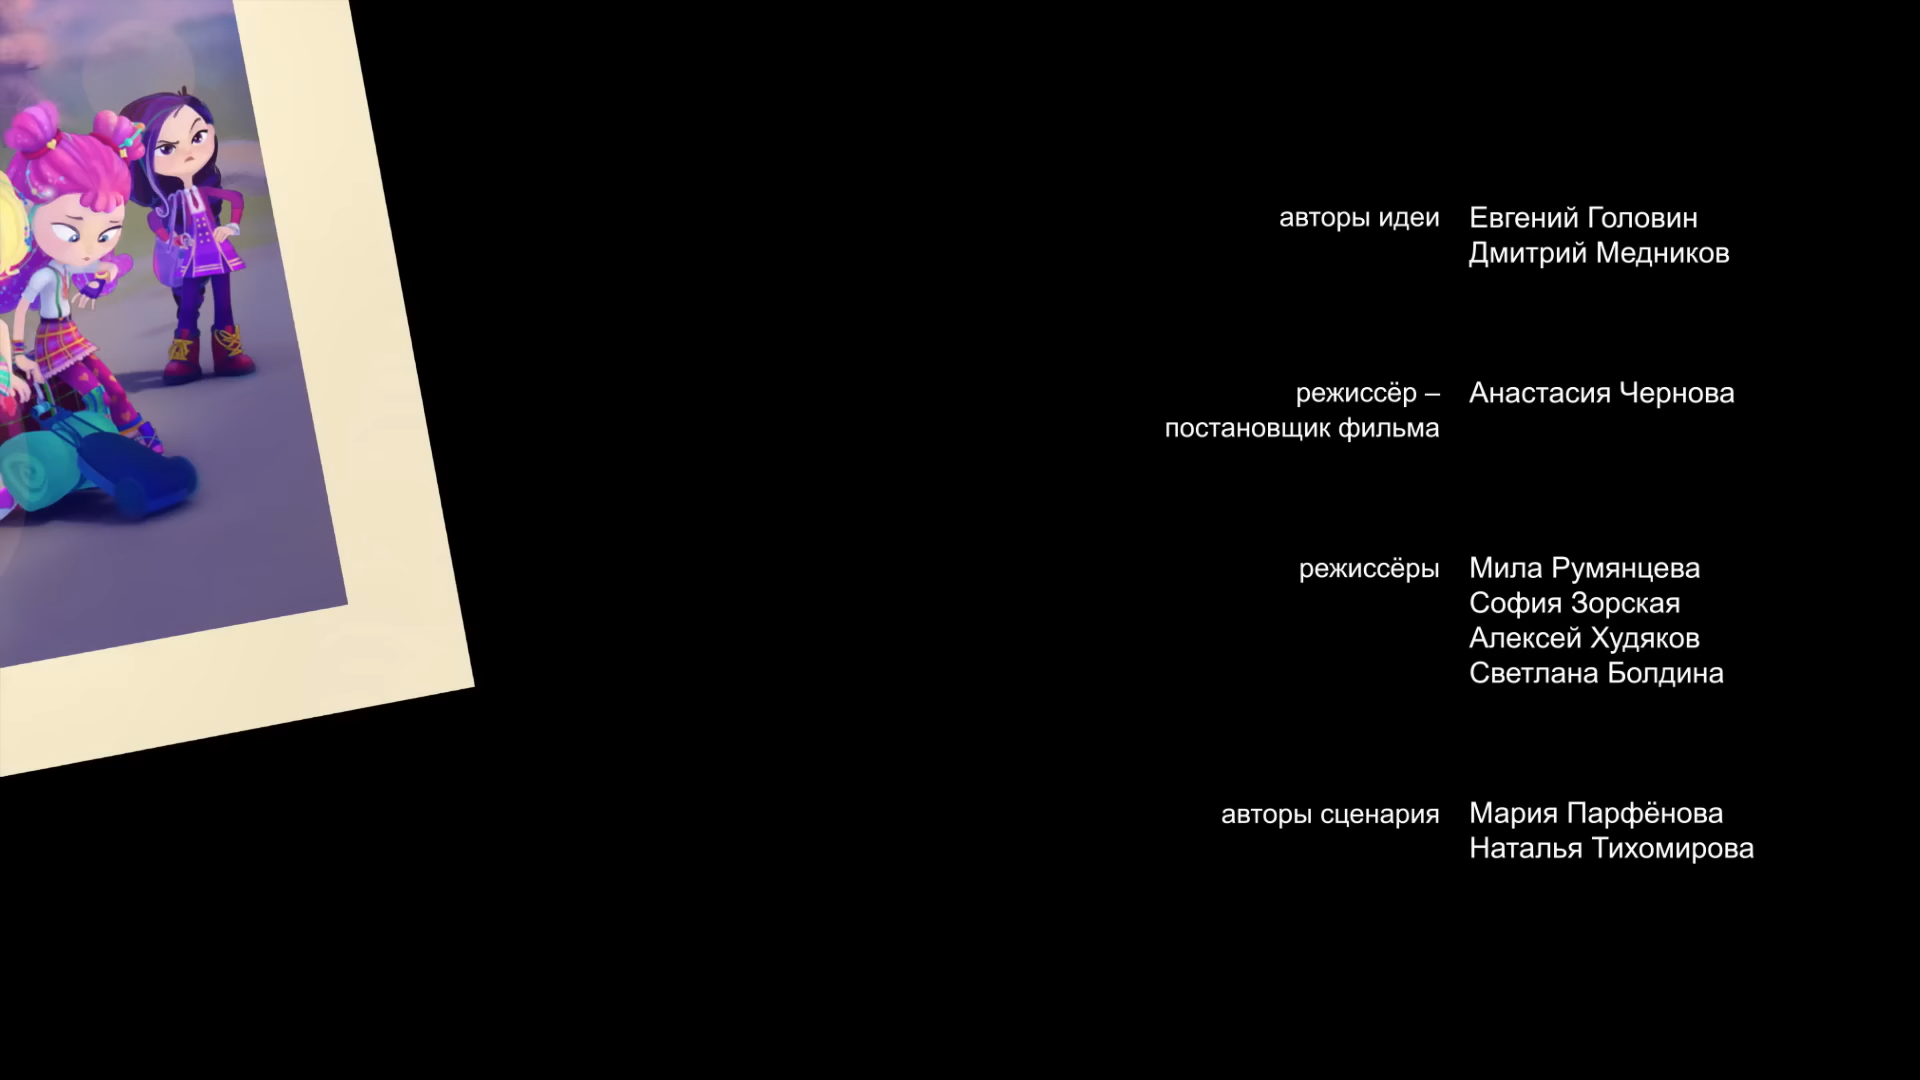 авторы идеи Евгений Головин
Дмитрий Медников
режиссёр – Анастасия Чернова
постановщик фильма
режиссёры Мила Румянцева
София Зорская
Алексей Худяков
Светлана Болдина
авторы сценария Мария Парфёнова
Наталья Тихомирова